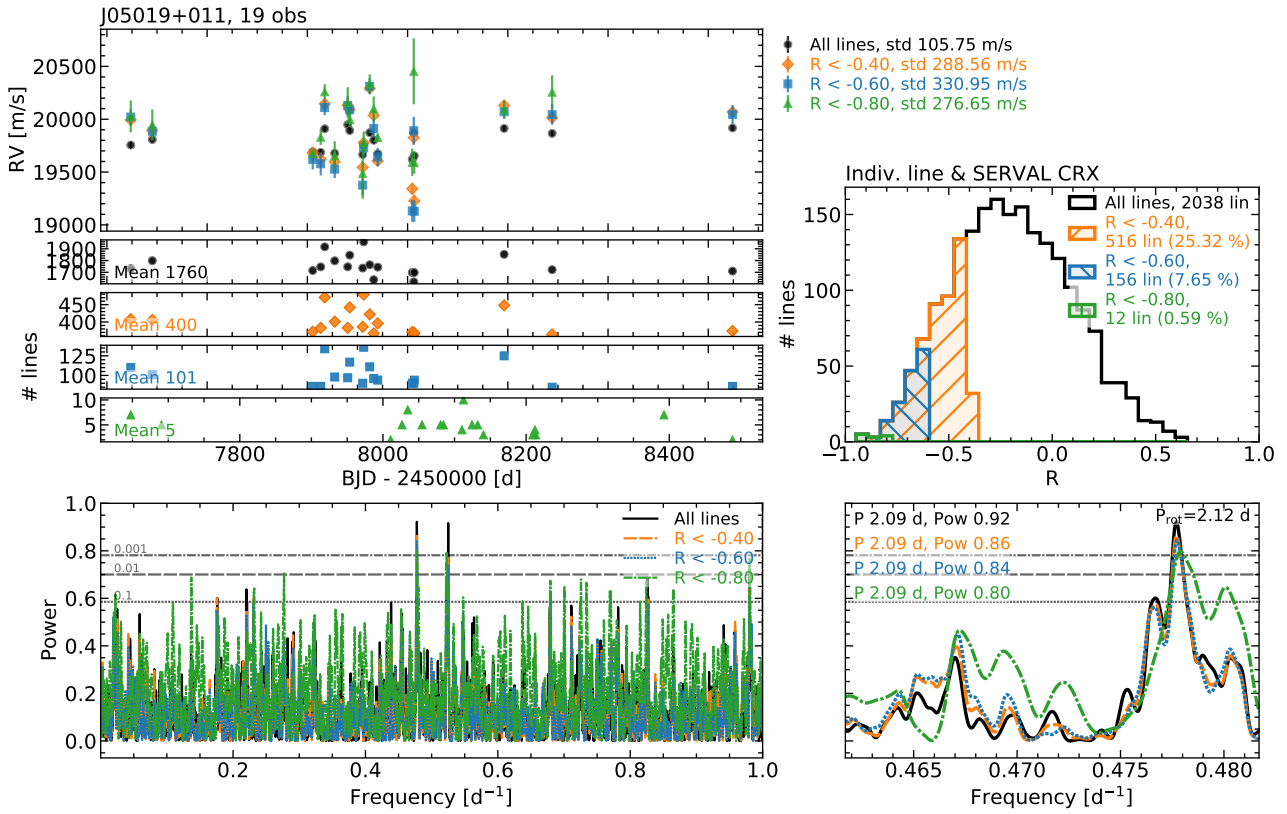 J05019+011, 19 obs
All lines, std 105.75 m/s
R < -0.40, std 288.56 m/s
R < -0.60, std 330.95 m/s
R < -0.80, std 276.65 m/s
RV [m/s]
20500
20000
19500
19000
1900
1800
1700
Mean 1760
450
400
Mean 400
125
100
Mean 101
10
5
Mean 5
# lines
7800
8000
8200
8400
BJD - 2450000 [d]
Indiv. line & SERVAL CRX
All lines, 2038 lin
R < -0.40,
516 lin (25.32 %)
R < -0.60,
156 lin (7.65 %)
R < -0.80,
12 lin (0.59 %)
# lines
150
100
50
0
−1.0
−0.5
0.0
0.5
1.0
R
Power
1.0
0.8
0.6
0.4
0.2
0.0
0.001
0.01
0.1
All lines
R < -0.40
R < -0.60
R < -0.80
0.2
0.4
0.6
0.8
1.0
Frequency [d⁻¹]
P 2.09 d, Pow 0.92
P_rot=2.12 d
P 2.09 d, Pow 0.86
P 2.09 d, Pow 0.84
P 2.09 d, Pow 0.80
0.465
0.470
0.475
0.480
Frequency [d⁻¹]